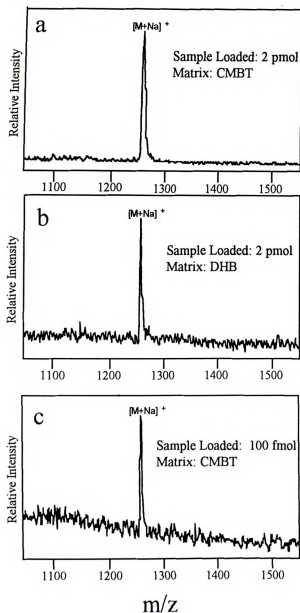 a
[M+Na] +
Sample Loaded: 2 pmol
Matrix: CMBT
Relative Intensity
1100 1200 1300 1400 1500
b
[M+Na] +
Sample Loaded: 2 pmol
Matrix: DHB
Relative Intensity
1100 1200 1300 1400 1500
c
[M+Na] +
Sample Loaded: 100 fmol
Matrix: CMBT
Relative Intensity
1100 1200 1300 1400 1500
m/z